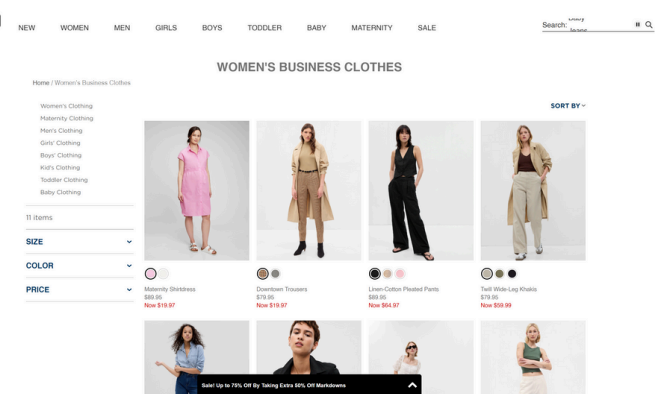 NEW WOMEN MEN GIRLS BOYS TODDLER BABY MATERNITY SALE
Search:
WOMEN'S BUSINESS CLOTHES
Home / Women's Business Clothes
Women's Clothing
Maternity Clothing
Men's Clothing
Girls' Clothing
Boys' Clothing
Kid's Clothing
Toddler Clothing
Baby Clothing
11 items
SIZE
COLOR
PRICE
SORT BY
Maternity Shirtdress
$89.95
Now $19.97
Downtown Trousers
$79.95
Now $19.97
Linen-Cotton Pleated Pants
$89.95
Now $64.97
Twill Wide-Leg Khakis
$79.95
Now $59.99
Sale! Up to 75% Off By Taking Extra 50% Off Markdowns